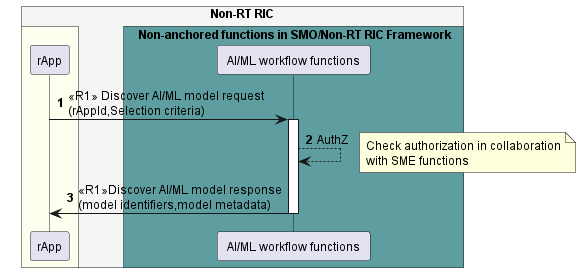 Non-RT RIC
Non-anchored functions in SMO/Non-RT RIC Framework
rApp
AI/ML workflow functions
1 «R1» Discover AI/ML model request
(rAppId,Selection criteria)
2 AuthZ
Check authorization in collaboration
with SME functions
3 «R1»Discover AI/ML model response
(model identifiers,model metadata)
rApp
AI/ML workflow functions